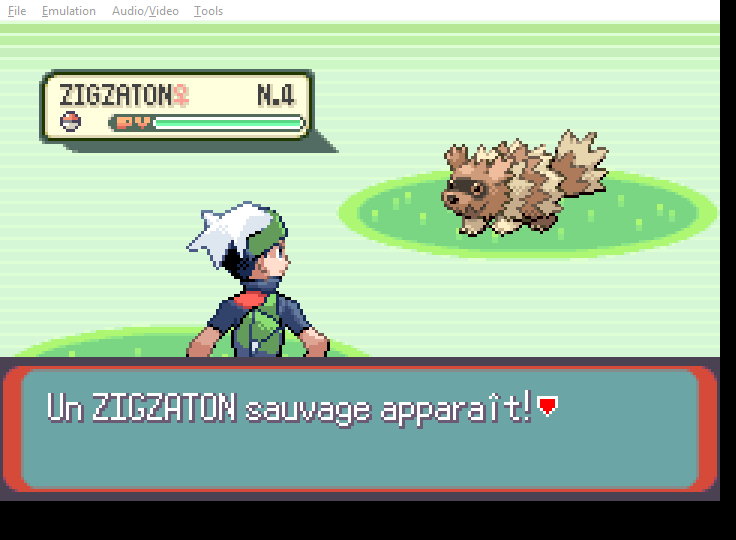 File Emulation Audio/Video Tools
ZIGZATON♀ N.4
PV
Un ZIGZATON sauvage apparaît!